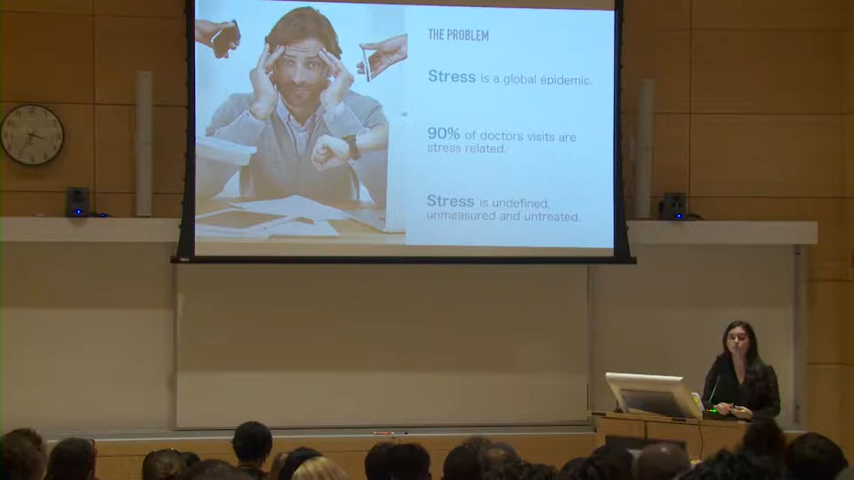 THE PROBLEM
Stress is a global epidemic.
90% of doctors visits are
stress related.
Stress is undefined,
unmeasured and untreated.